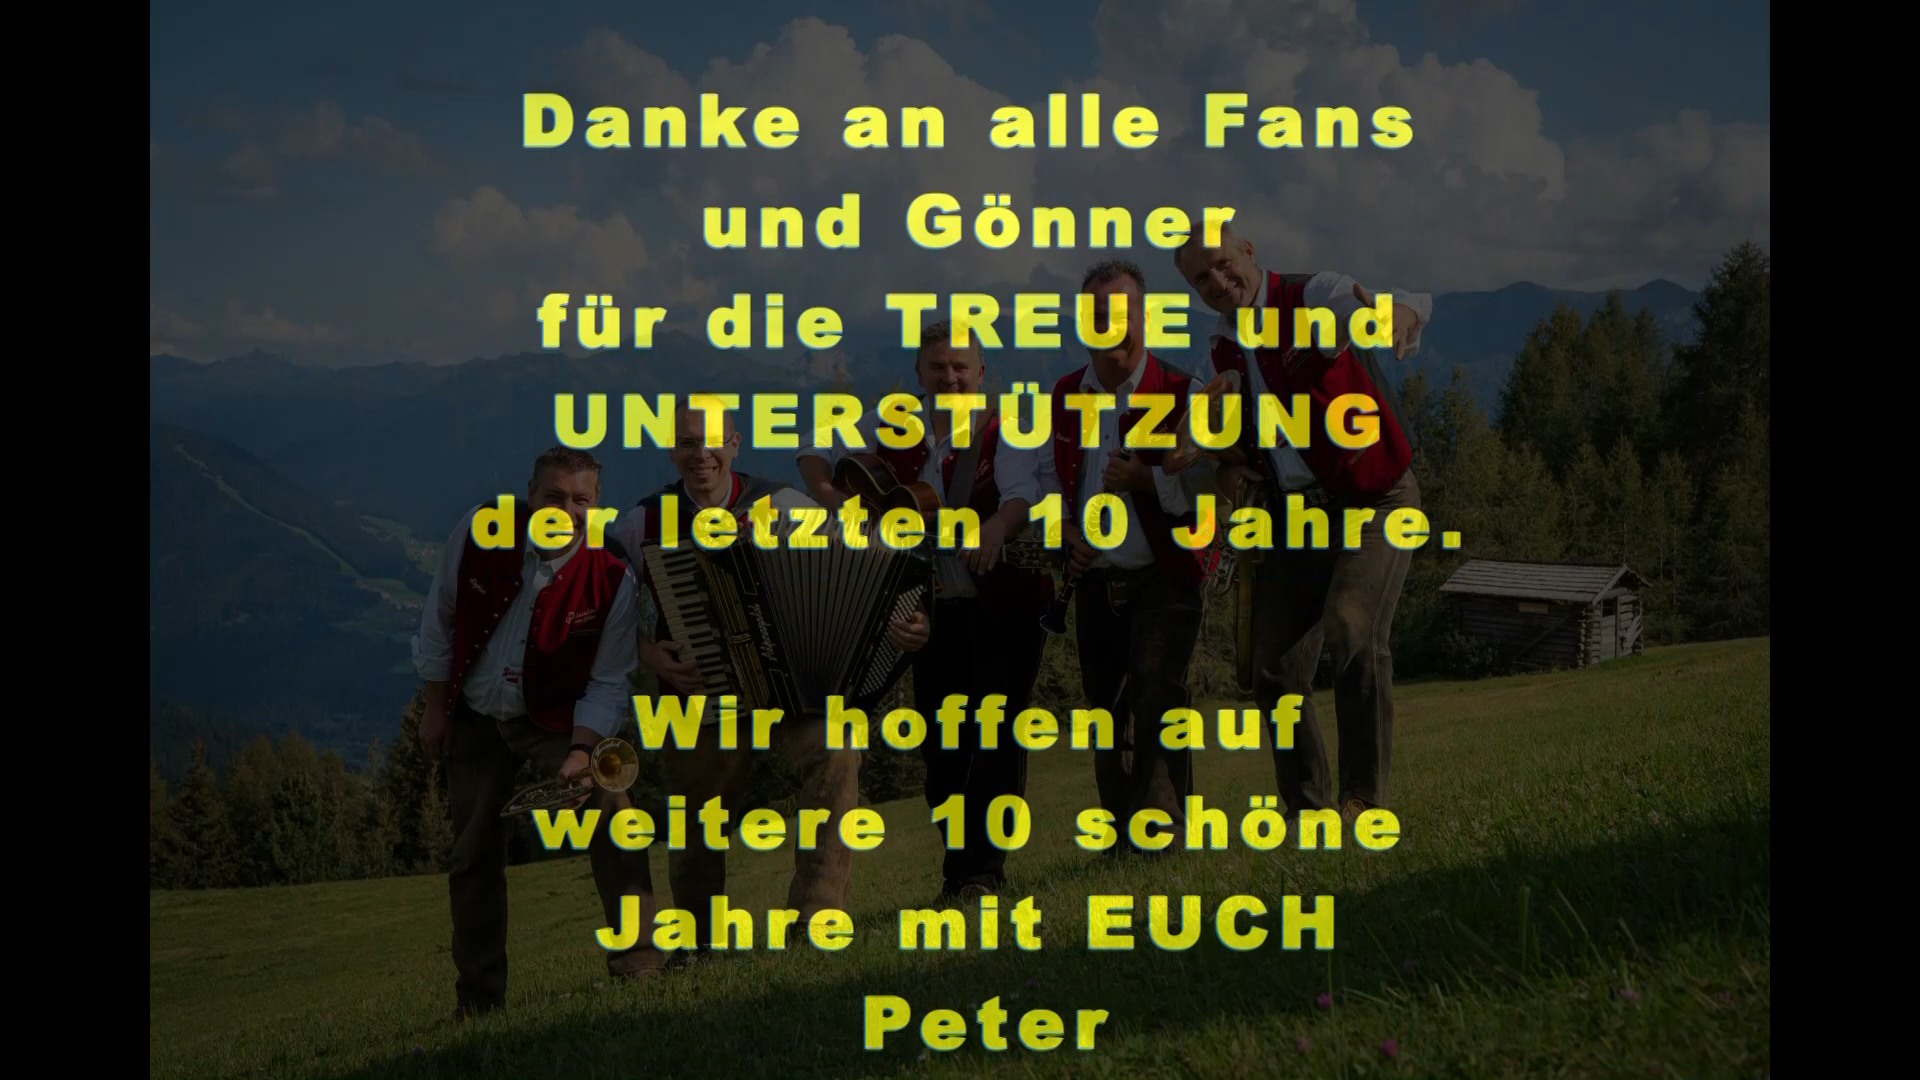 Danke an alle Fans
und Gönner
für die TREUE und
UNTERSTÜTZUNG
der letzten 10 Jahre.
Wir hoffen auf
weitere 10 schöne
Jahre mit EUCH
Peter